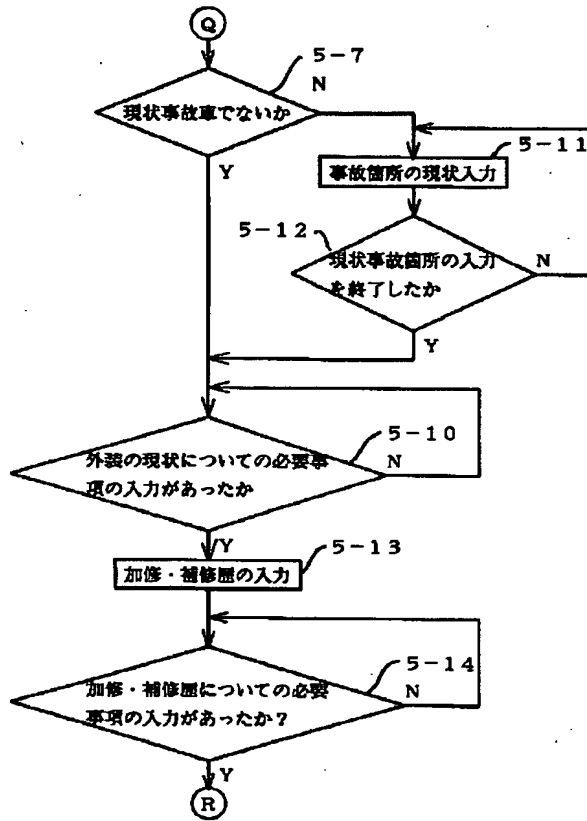 Q
5-7
N
現状事故車でないか
Y
5-11
事故箇所の現状入力
5-12
現状事故箇所の入力
を終了したか
N
Y
5-10
外装の現状についての必要事
項の入力があったか
N
Y
5-13
加修・補修歴の入力
5-14
加修・補修歴についての必要
事項の入力があったか?
N
Y
R